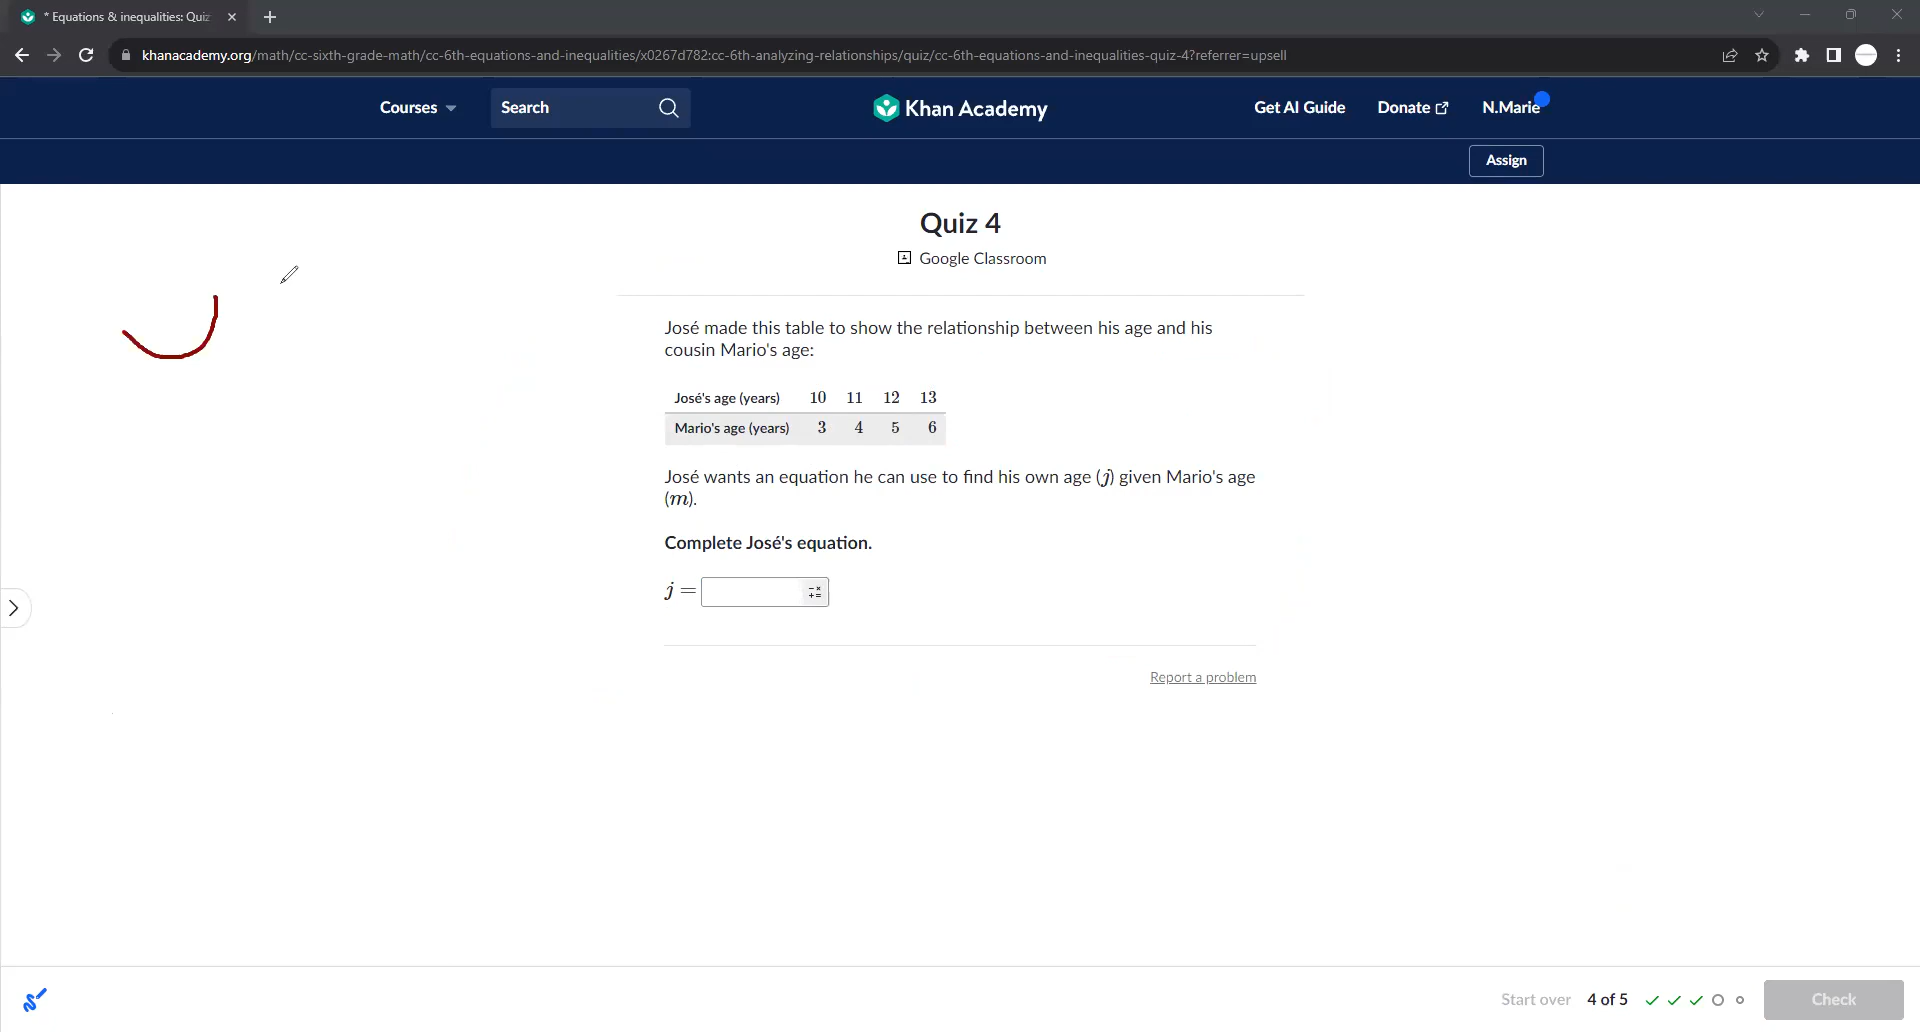 * Equations & inequalities: Quiz
khanacademy.org/math/cc-sixth-grade-math/cc-6th-equations-and-inequalities/x0267d782:cc-6th-analyzing-relationships/quiz/cc-6th-equations-and-inequalities-quiz-4?referrer=upsell
Courses Search Khan Academy Get AI Guide Donate N.Marie
Assign
Quiz 4
Google Classroom
José made this table to show the relationship between his age and his
cousin Mario's age:
José's age (years) 10 11 12 13
Mario's age (years) 3 4 5 6
José wants an equation he can use to find his own age (j) given Mario's age
(m).
Complete José's equation.
j =
Report a problem
Start over 4 of 5 Check